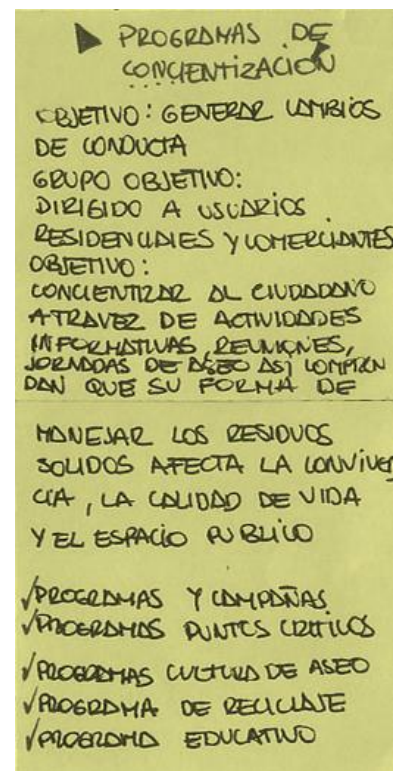 PROGRAMAS DE
CONCIENTIZACIÓN
OBJETIVO: GENERAR CAMBIOS
DE CONDUCTA
GRUPO OBJETIVO:
DIRIGIDO A USUARIOS
RESIDENCIALES Y COMERCIANTES
OBJETIVO:
CONCIENTIZAR AL CIUDADANO
A TRAVEZ DE ACTIVIDADES
INFORMATIVAS, REUNIONES,
JORNADAS DE ASEO ASI COMPREN
DAN QUE SU FORMA DE
MANEJAR LOS RESIDUOS
SOLIDOS AFECTA LA CONVIVEN
CIA, LA CALIDAD DE VIDA
Y EL ESPACIO PUBLICO
✓PROGRAMAS Y CAMPAÑAS
✓PROGRAMAS PUNTOS CRITICOS
✓PROGRAMAS CULTURA DE ASEO
✓PROGRAMA DE RECICLAJE
✓PROGRAMA EDUCATIVO